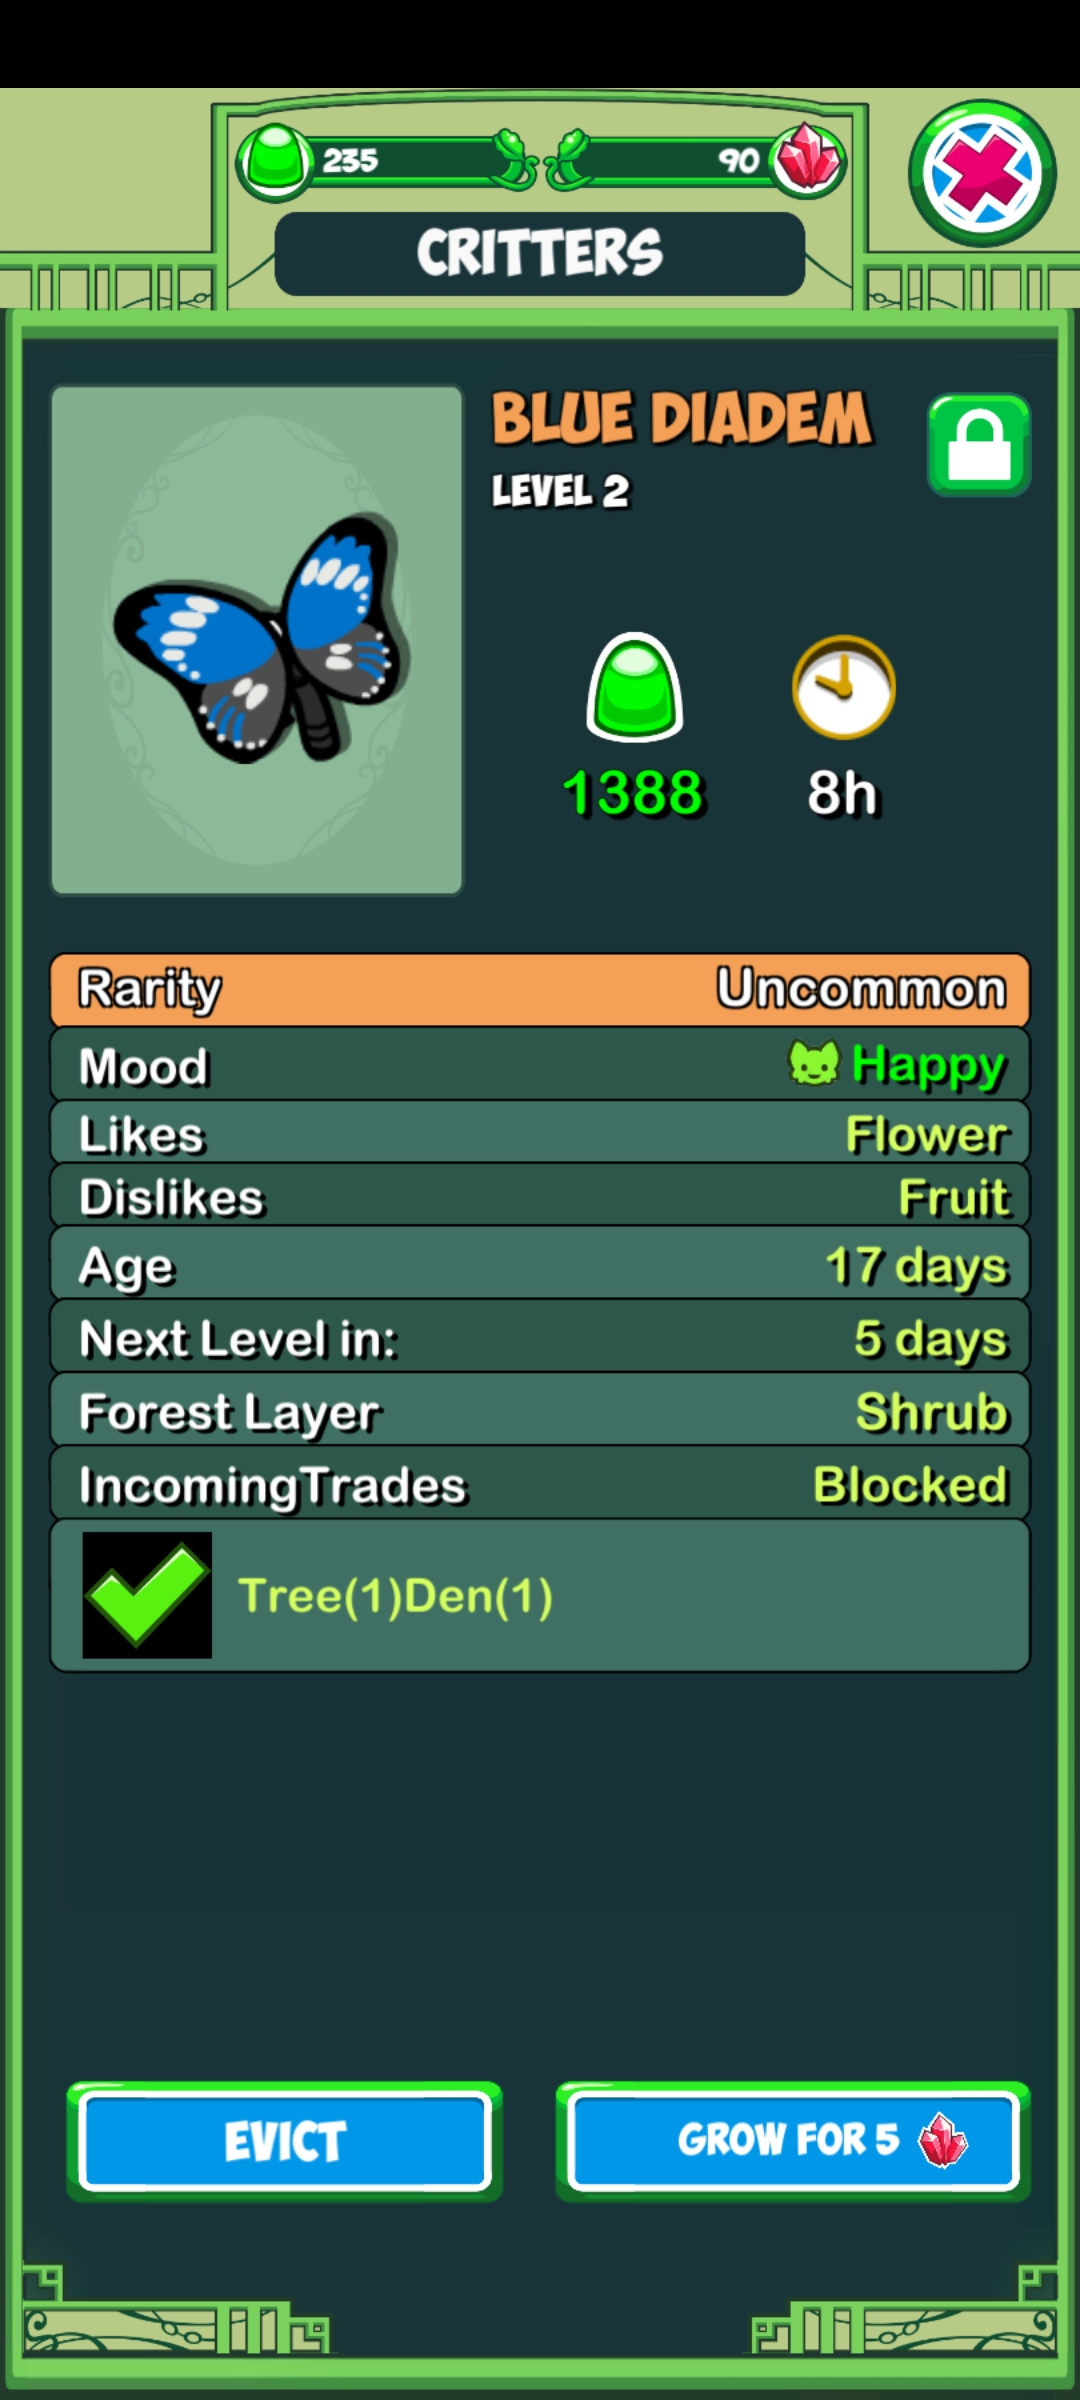 235
90
CRITTERS
BLUE DIADEM
LEVEL 2
1388
8h
Rarity Uncommon
Mood Happy
Likes Flower
Dislikes Fruit
Age 17 days
Next Level in: 5 days
Forest Layer Shrub
IncomingTrades Blocked
Tree(1)Den(1)
EVICT
GROW FOR 5